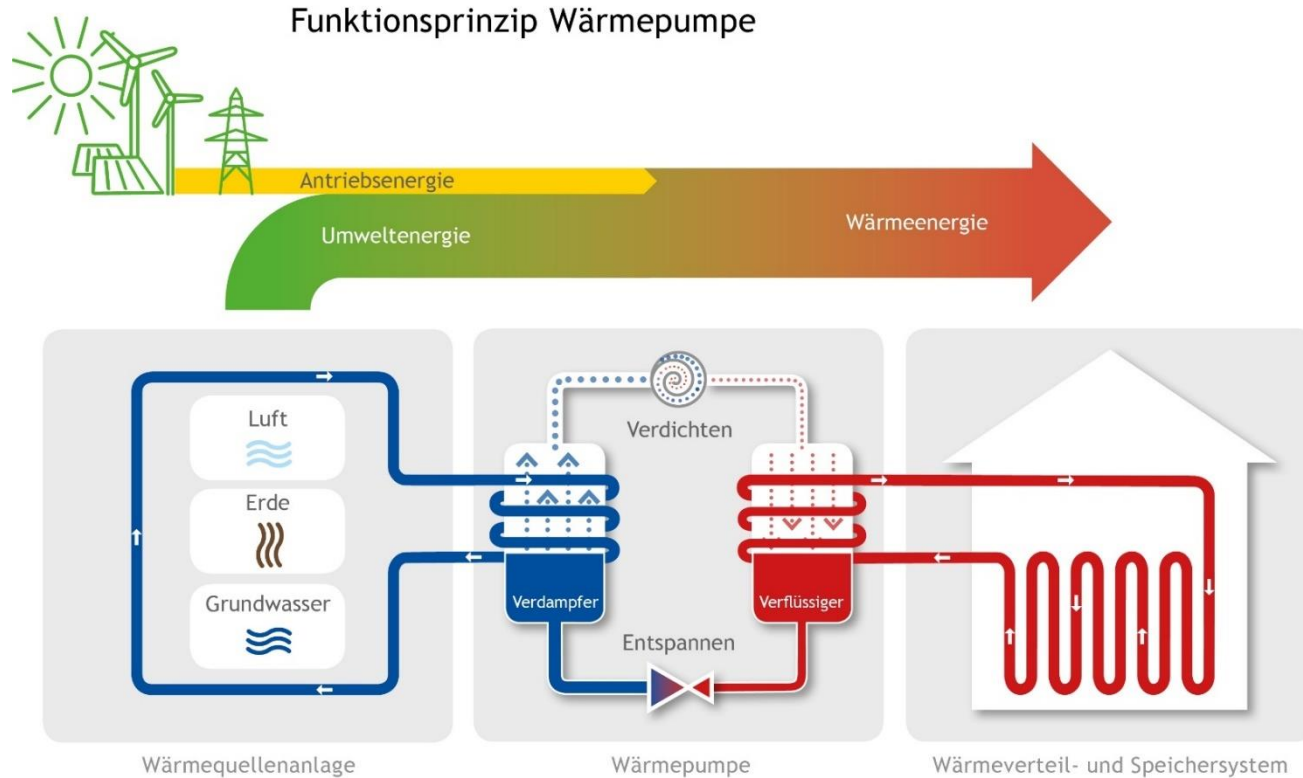 Funktionsprinzip Wärmepumpe
Antriebsenergie
Umweltenergie
Wärmeenergie
Luft
Erde
Grundwasser
Verdichten
Verdampfer
Verflüssiger
Entspannen
Wärmequellenanlage
Wärmepumpe
Wärmeverteil- und Speichersystem